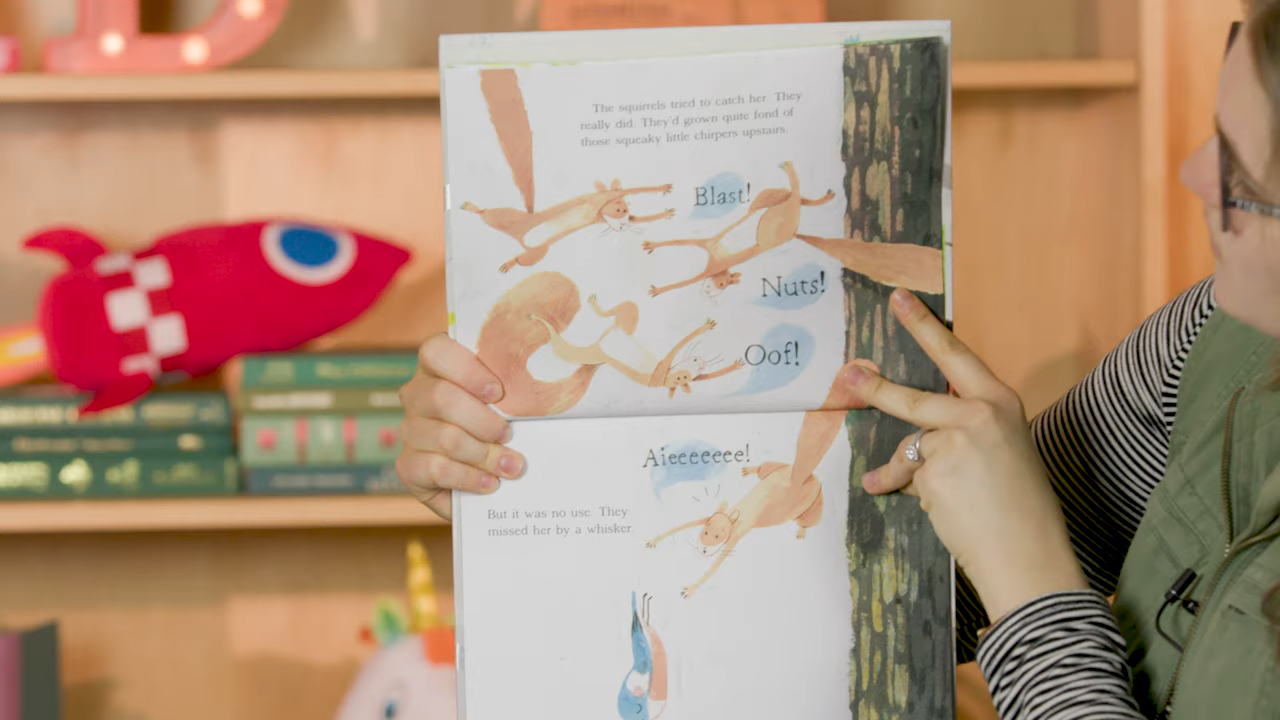 The squirrels tried to catch her. They
really did. They'd grown quite fond of
those squeaky little chirpers upstairs.
Blast!
Nuts!
Oof!
Aieeeeeee!
But it was no use. They
missed her by a whisker.